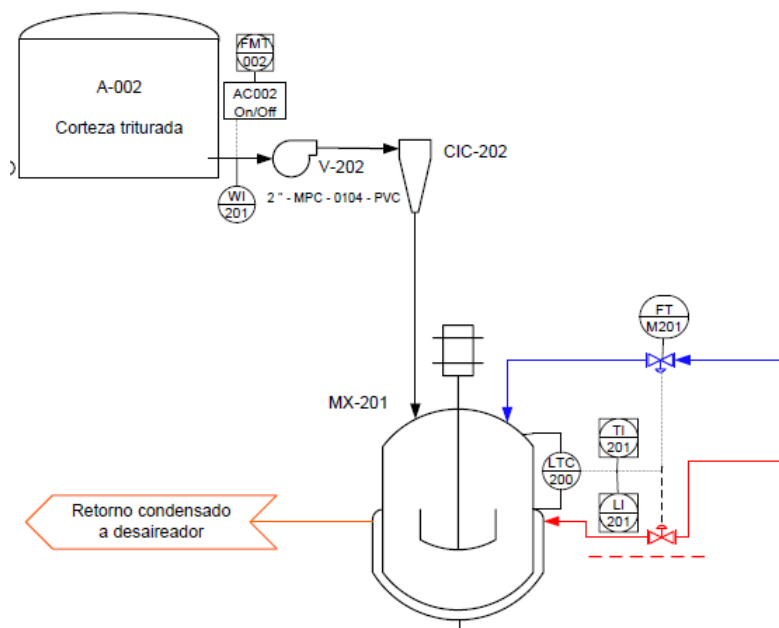 FMT
002
A-002
Corteza triturada
AC002
On/Off
V-202
CIC-202
WI
201
2 " - MPC - 0104 - PVC
FT
M201
MX-201
TI
201
LTC
200
LI
201
Retorno condensado
a desaireador